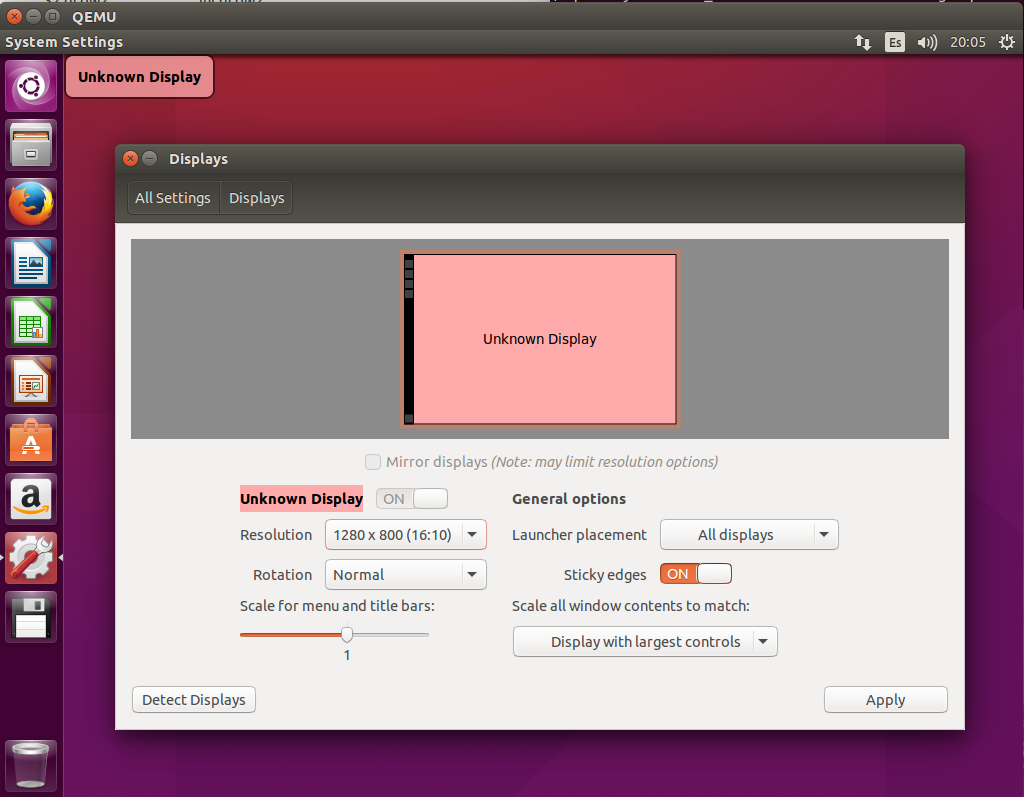 QEMU
System Settings
Es
20:05
Unknown Display
Displays
All Settings
Displays
Unknown Display
Mirror displays (Note: may limit resolution options)
Unknown Display
ON
General options
Resolution
1280 x 800 (16:10)
Launcher placement
All displays
Rotation
Normal
Sticky edges
ON
Scale for menu and title bars:
Scale all window contents to match:
1
Display with largest controls
Detect Displays
Apply